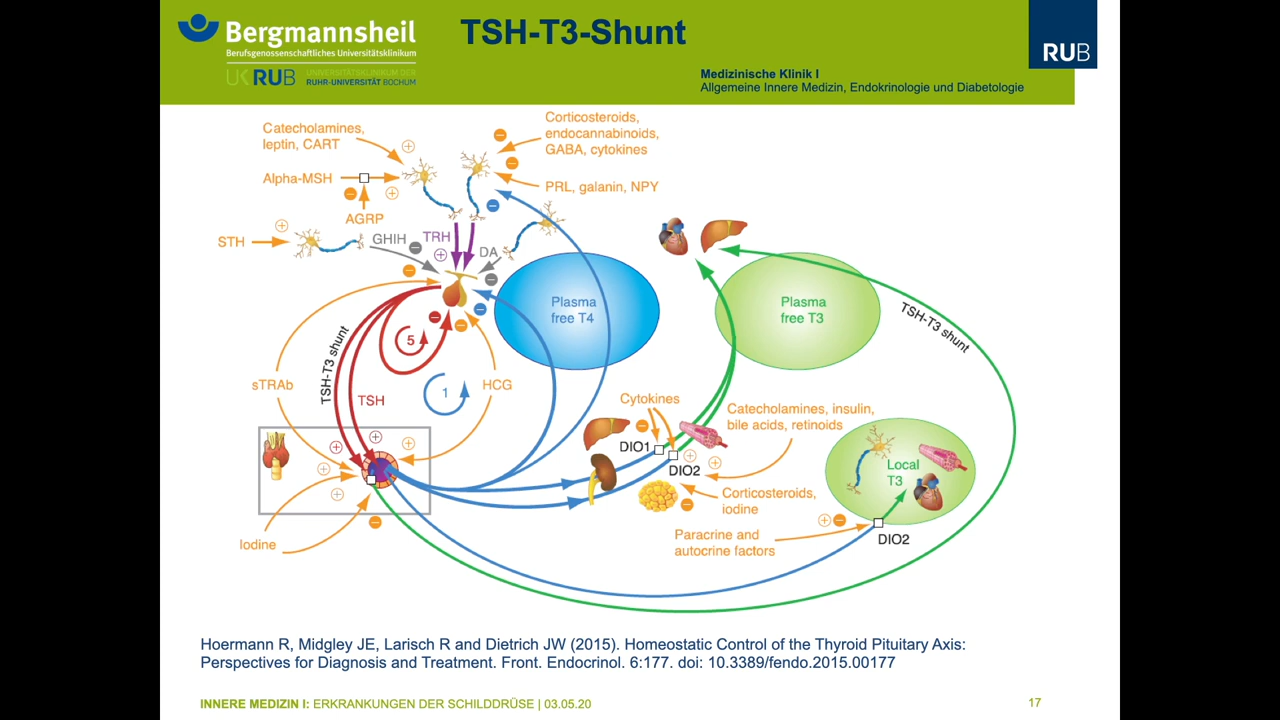 Bergmannsheil
Berufsgenossenschaftliches Universitätsklinikum
UK RUB
UNIVERSITÄTSKLINIKUM DER
RUHR-UNIVERSITÄT BOCHUM
TSH-T3-Shunt
RUB
Medizinische Klinik I
Allgemeine Innere Medizin, Endokrinologie und Diabetologie
Catecholamines,
leptin, CART
Corticosteroids,
endocannabinoids,
GABA, cytokines
Alpha-MSH
PRL, galanin, NPY
AGRP
STH
GHIH
TRH
DA
Plasma
free T4
Plasma
free T3
TSH-T3 shunt
TSH-T3 shunt
5
1
sTRAb
TSH
HCG
Cytokines
Catecholamines, insulin,
bile acids, retinoids
DIO1
DIO2
Local
T3
Corticosteroids,
iodine
Iodine
Paracrine and
autocrine factors
DIO2
Hoermann R, Midgley JE, Larisch R and Dietrich JW (2015). Homeostatic Control of the Thyroid Pituitary Axis:
Perspectives for Diagnosis and Treatment. Front. Endocrinol. 6:177. doi: 10.3389/fendo.2015.00177
INNERE MEDIZIN I: ERKRANKUNGEN DER SCHILDDRÜSE | 03.05.20
17